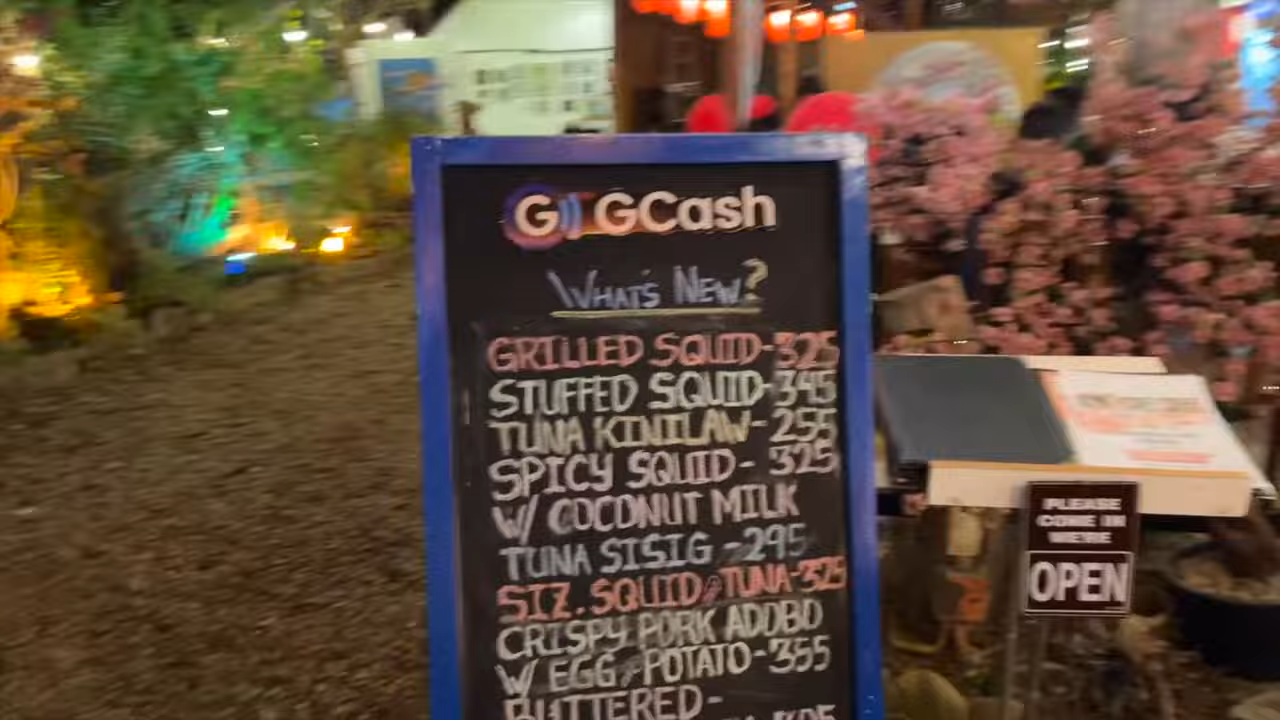 G GCash
WHAT'S NEW?
GRILLED SQUID-325
STUFFED SQUID-345
TUNA KINILAW-255
SPICY SQUID- 325
W/ COCONUT MILK
TUNA SISIG -295
SIZ. SQUID & TUNA-325
CRISPY PORK ADOBO
W/ EGG & POTATO-355
BUTTERED-
PLEASE
COME IN
WE'RE
OPEN